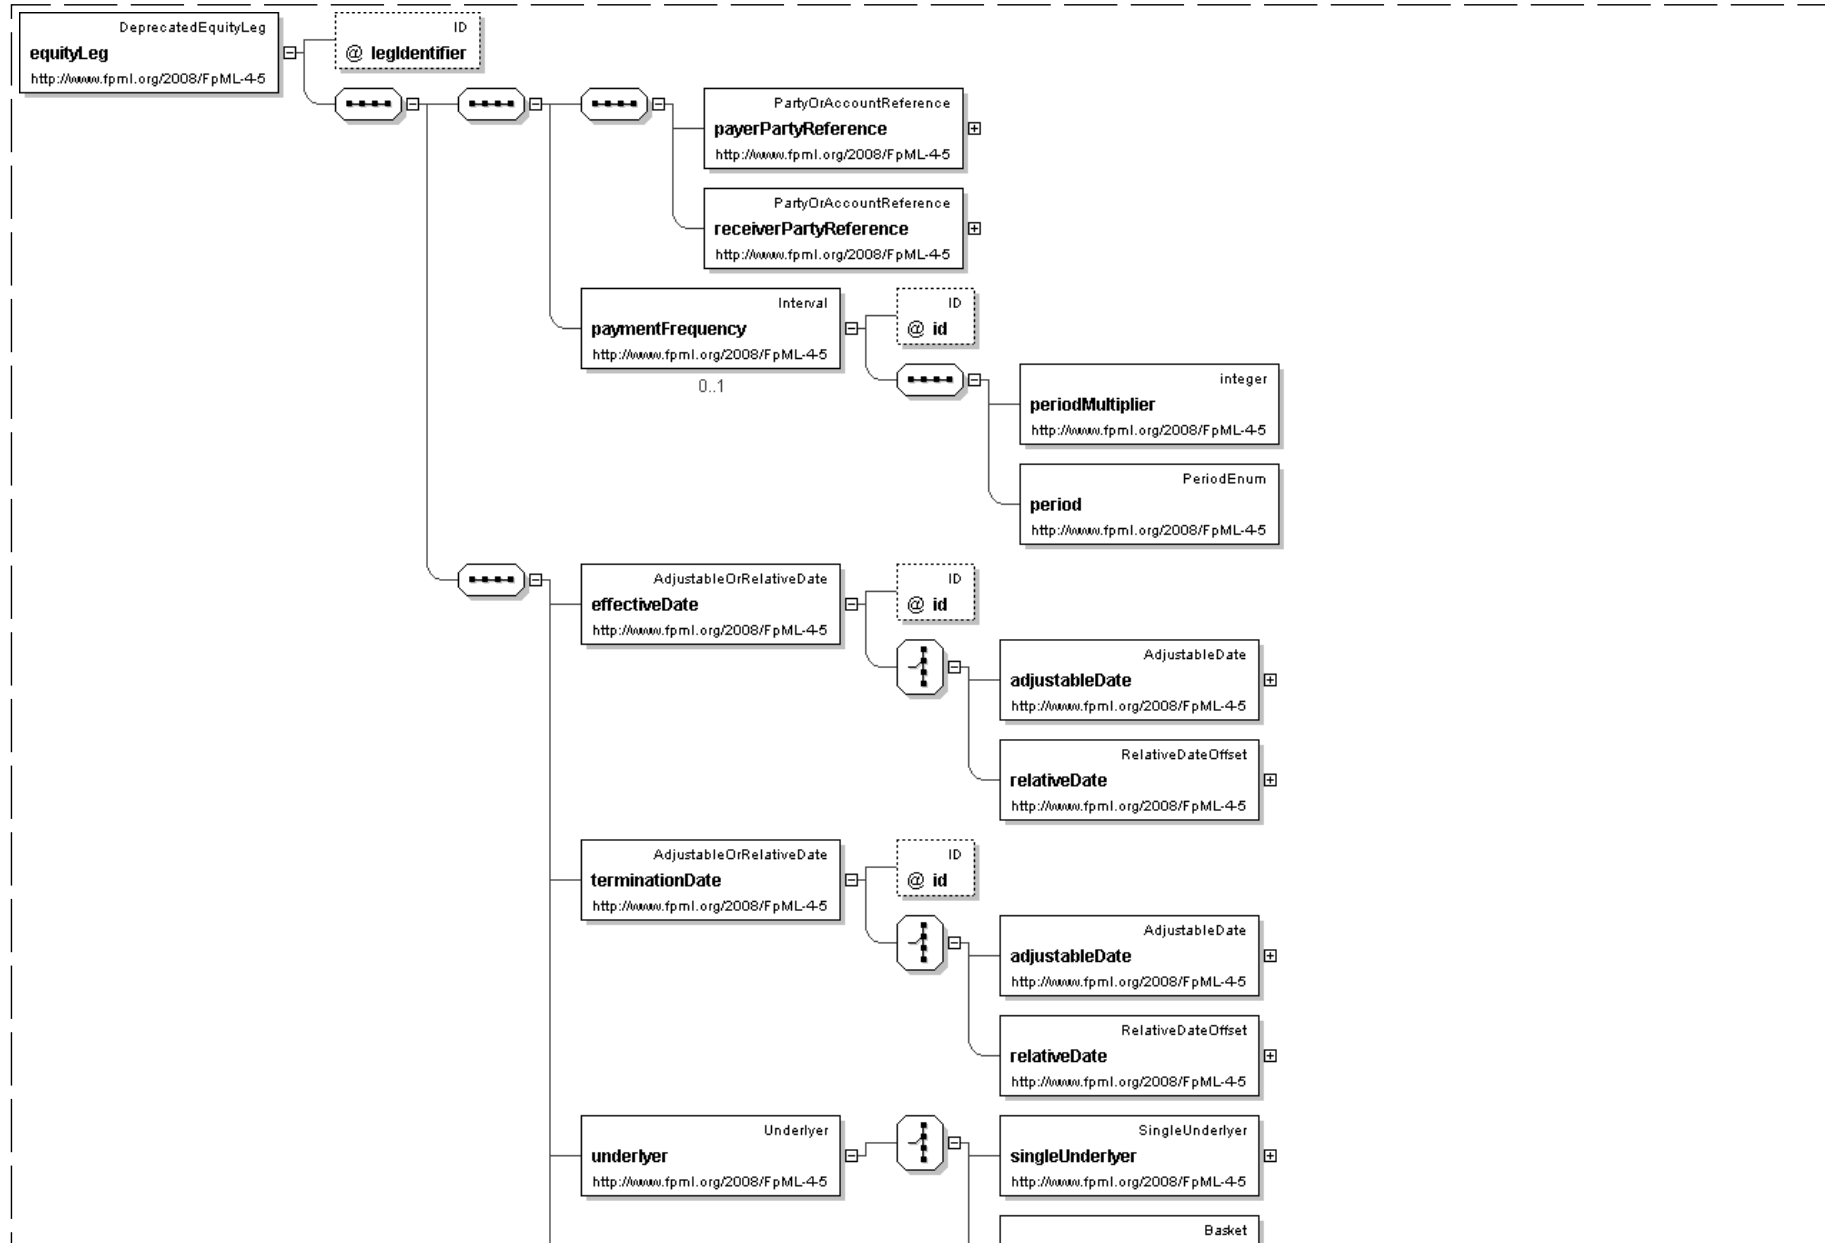 DeprecatedEquityLeg
equityLeg
http://www.fpml.org/2008/FpML-4-5
ID
@ legIdentifier
PartyOrAccountReference
payerPartyReference
http://www.fpml.org/2008/FpML-4-5
PartyOrAccountReference
receiverPartyReference
http://www.fpml.org/2008/FpML-4-5
Interval
paymentFrequency
http://www.fpml.org/2008/FpML-4-5
0..1
ID
@ id
integer
periodMultiplier
http://www.fpml.org/2008/FpML-4-5
PeriodEnum
period
http://www.fpml.org/2008/FpML-4-5
AdjustableOrRelativeDate
effectiveDate
http://www.fpml.org/2008/FpML-4-5
ID
@ id
AdjustableDate
adjustableDate
http://www.fpml.org/2008/FpML-4-5
RelativeDateOffset
relativeDate
http://www.fpml.org/2008/FpML-4-5
AdjustableOrRelativeDate
terminationDate
http://www.fpml.org/2008/FpML-4-5
ID
@ id
AdjustableDate
adjustableDate
http://www.fpml.org/2008/FpML-4-5
RelativeDateOffset
relativeDate
http://www.fpml.org/2008/FpML-4-5
Underlyer
underlyer
http://www.fpml.org/2008/FpML-4-5
SingleUnderlyer
singleUnderlyer
http://www.fpml.org/2008/FpML-4-5
Basket